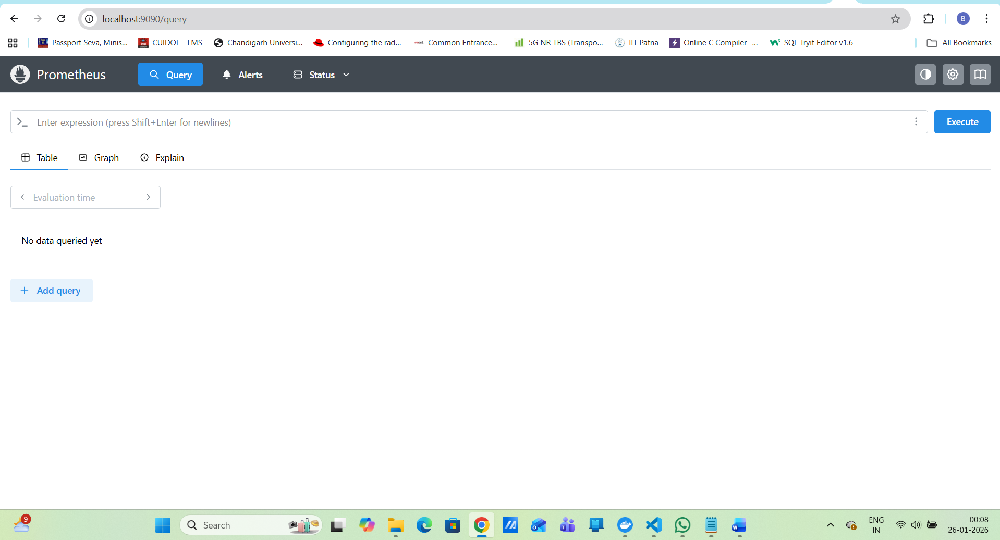 localhost:9090/query
B
Passport Seva, Minis... CUIDOL - LMS Chandigarh Universi... Configuring the rad... Common Entrance... 5G NR TBS (Transpo... IIT Patna Online C Compiler -... SQL Tryit Editor v1.6 All Bookmarks
Prometheus Query Alerts Status
Enter expression (press Shift+Enter for newlines) Execute
Table Graph Explain
Evaluation time
No data queried yet
+ Add query
9
Search
ENG
IN
00:08
26-01-2026